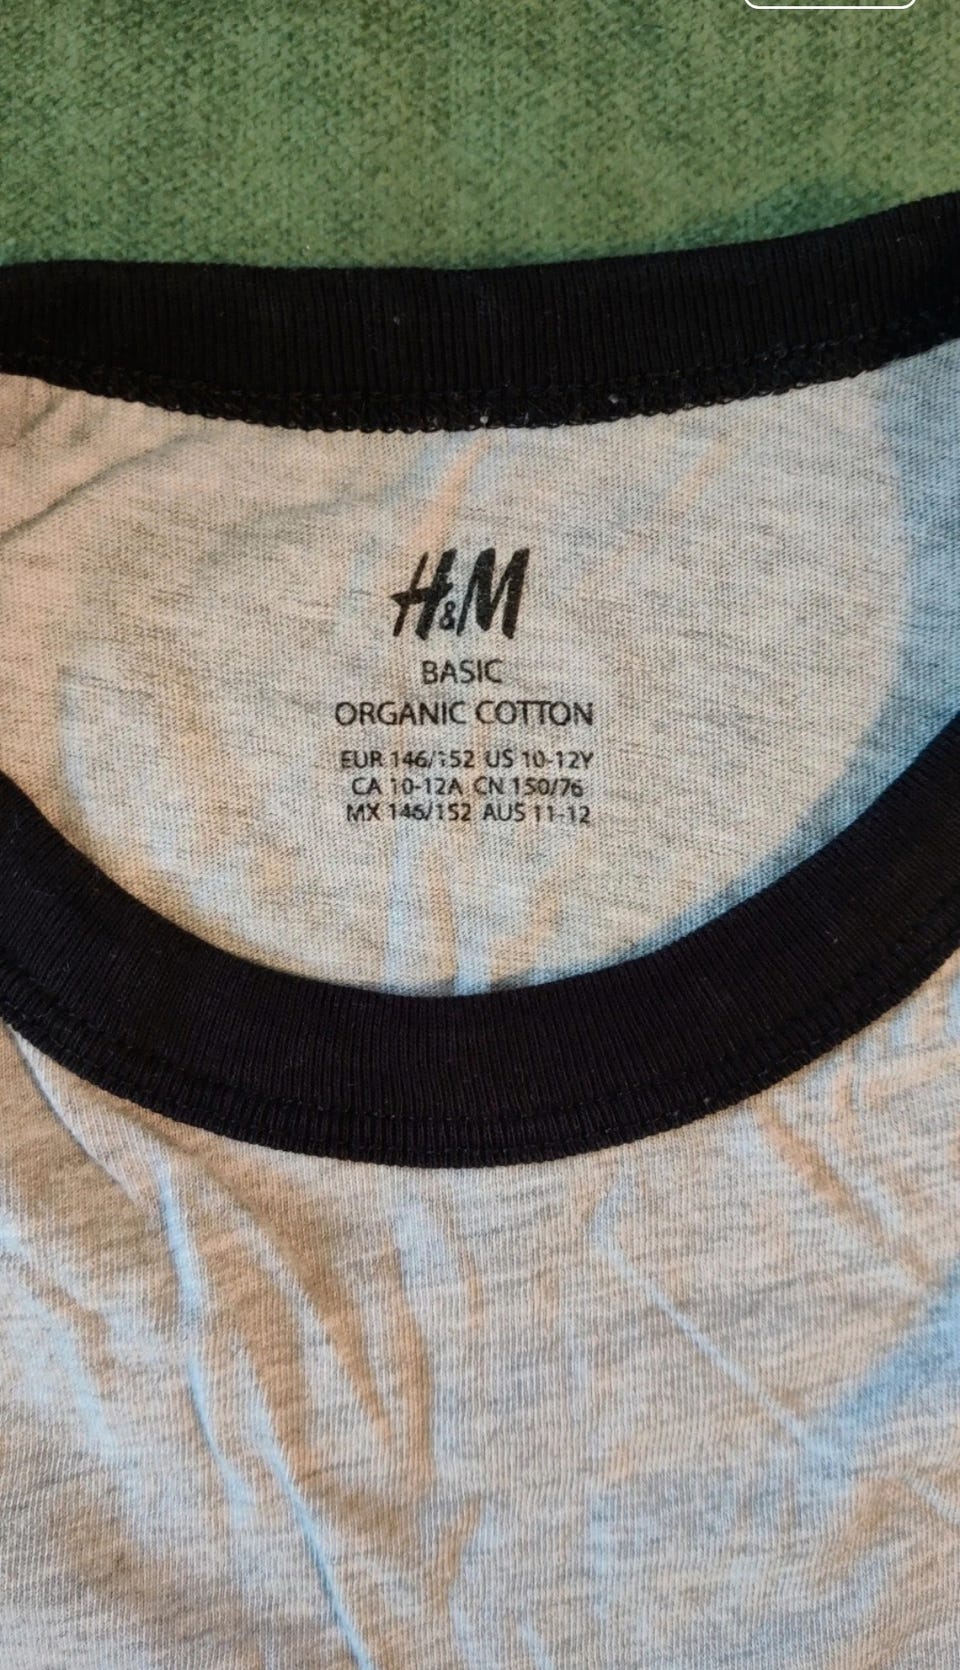 H&M
BASIC
ORGANIC COTTON
EUR 146/152 US 10-12Y
CA 10-12A CN 150/76
MX 146/152 AUS 11-12